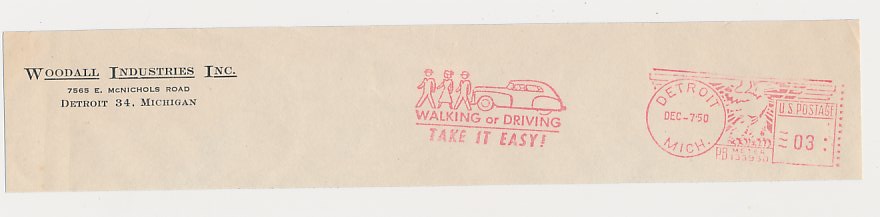 WOODALL INDUSTRIES INC.
7565 E. MCNICHOLS ROAD
DETROIT 34, MICHIGAN
WALKING or DRIVING
TAKE IT EASY!
DETROIT
DEC-7'50
MICH.
U.S. POSTAGE
03
P.B. METER